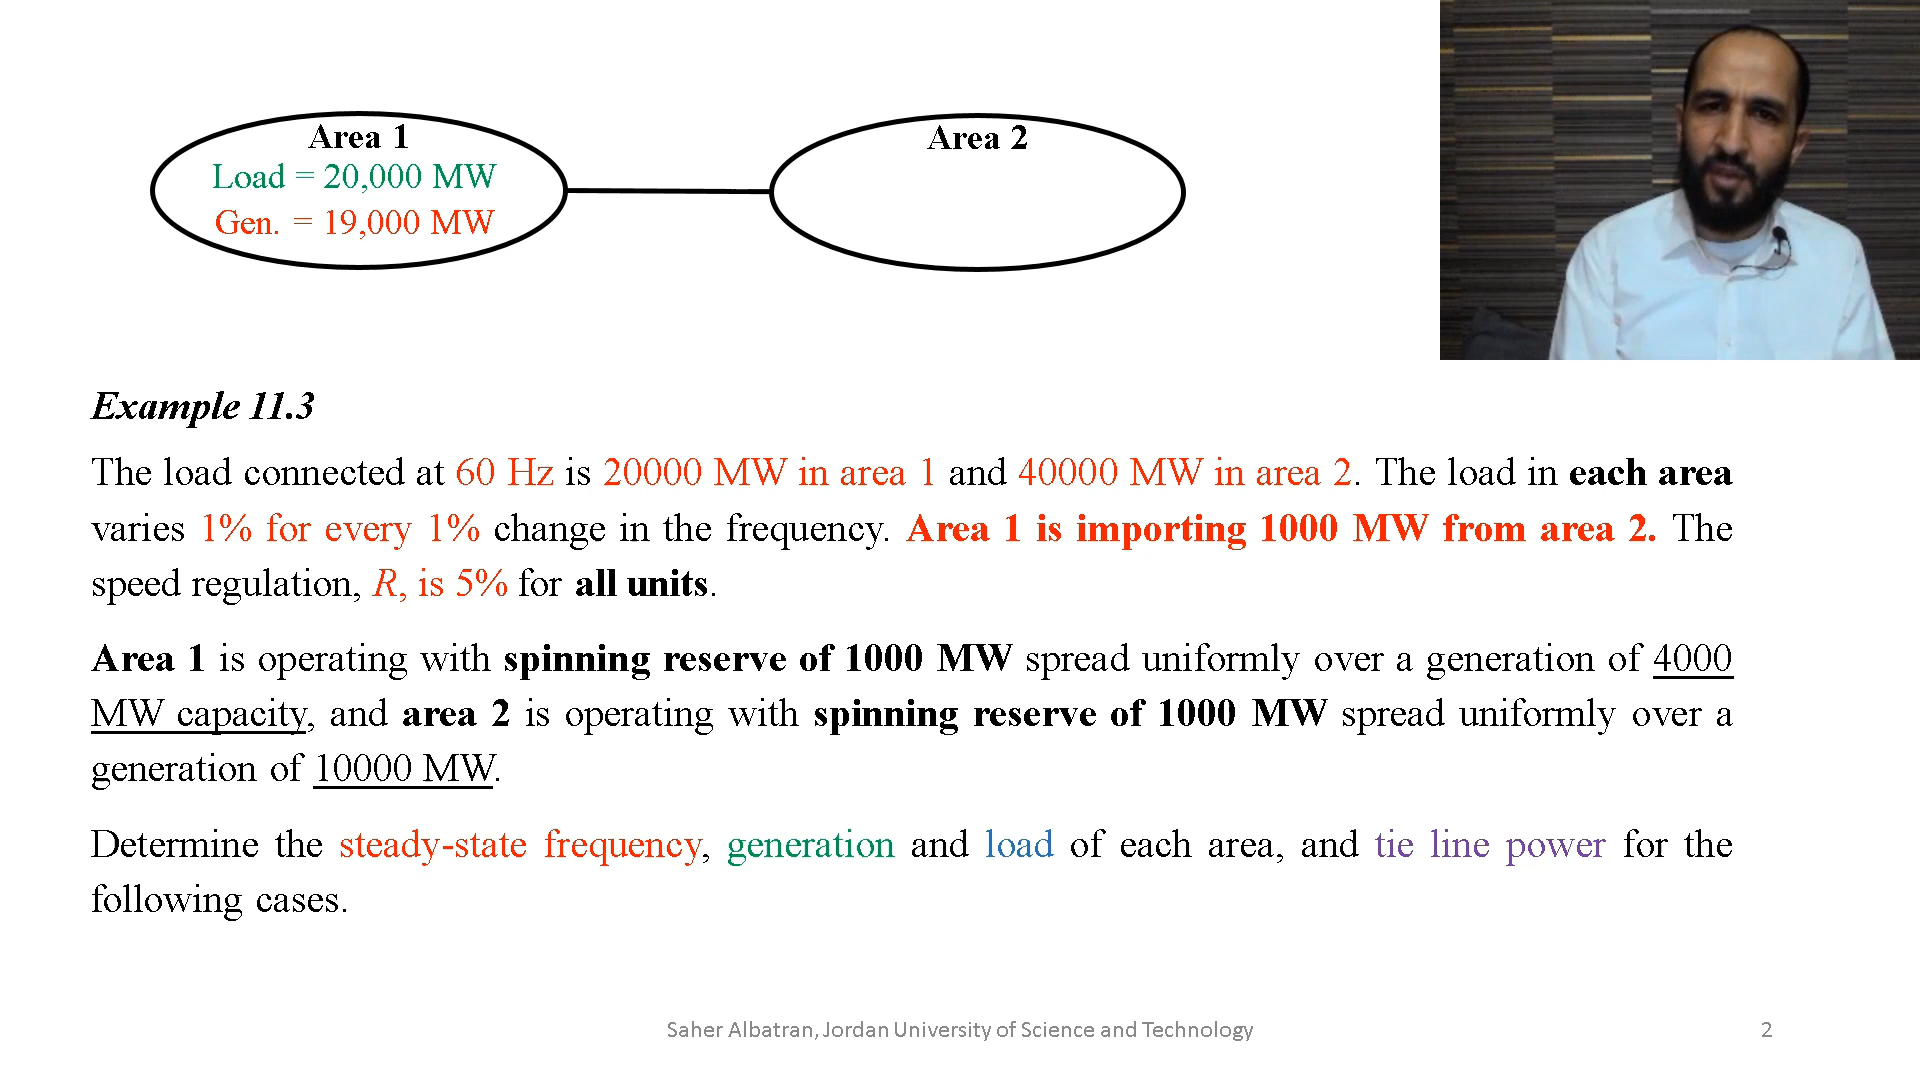 Area 1
Load = 20,000 MW
Gen. = 19,000 MW
Area 2
Example 11.3
The load connected at 60 Hz is 20000 MW in area 1 and 40000 MW in area 2. The load in each area
varies 1% for every 1% change in the frequency. Area 1 is importing 1000 MW from area 2. The
speed regulation, R, is 5% for all units.
Area 1 is operating with spinning reserve of 1000 MW spread uniformly over a generation of 4000
MW capacity, and area 2 is operating with spinning reserve of 1000 MW spread uniformly over a
generation of 10000 MW.
Determine the steady-state frequency, generation and load of each area, and tie line power for the
following cases.
Saher Albatran, Jordan University of Science and Technology
2